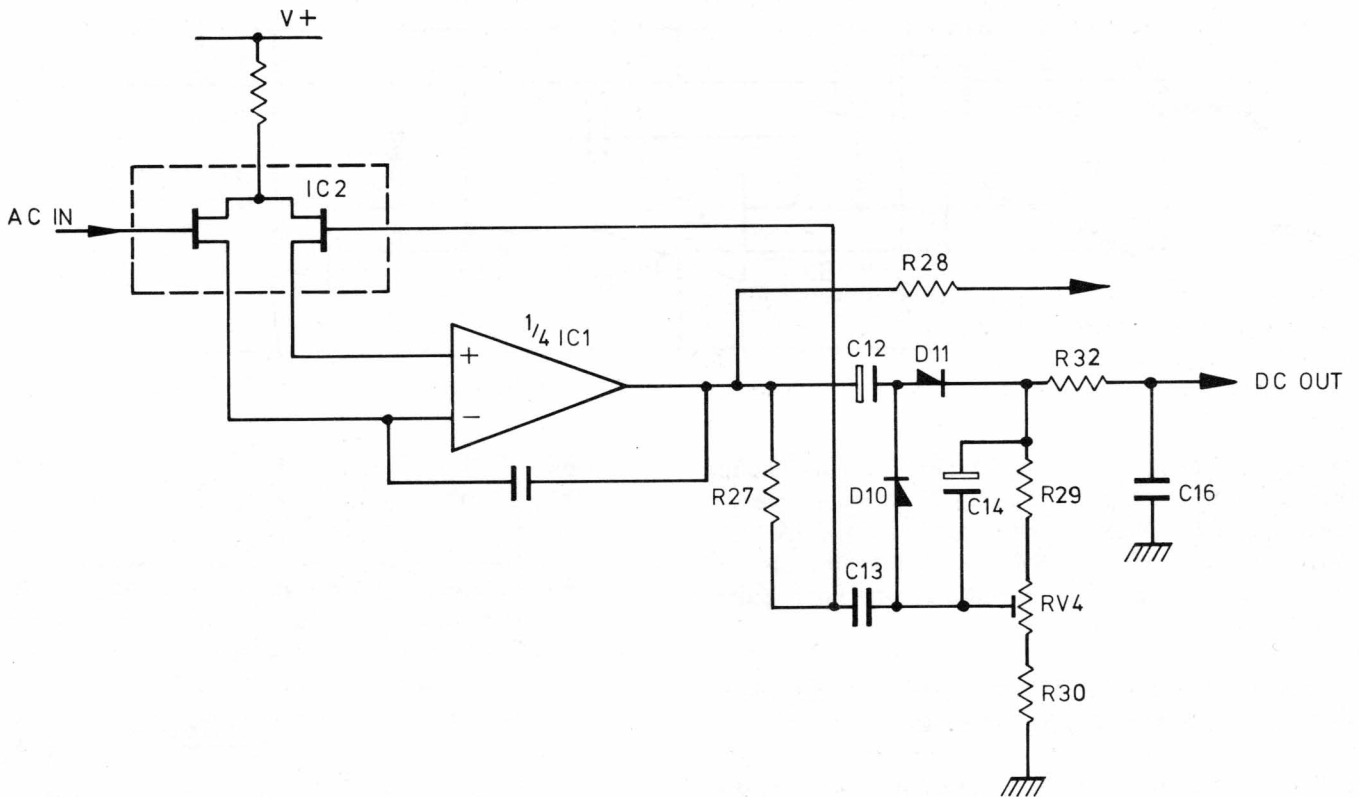 V+
IC2
AC IN
R28
1/4 IC1
+
−
C12
D11
R32
DC OUT
R27
D10
C14
R29
C16
C13
RV4
R30